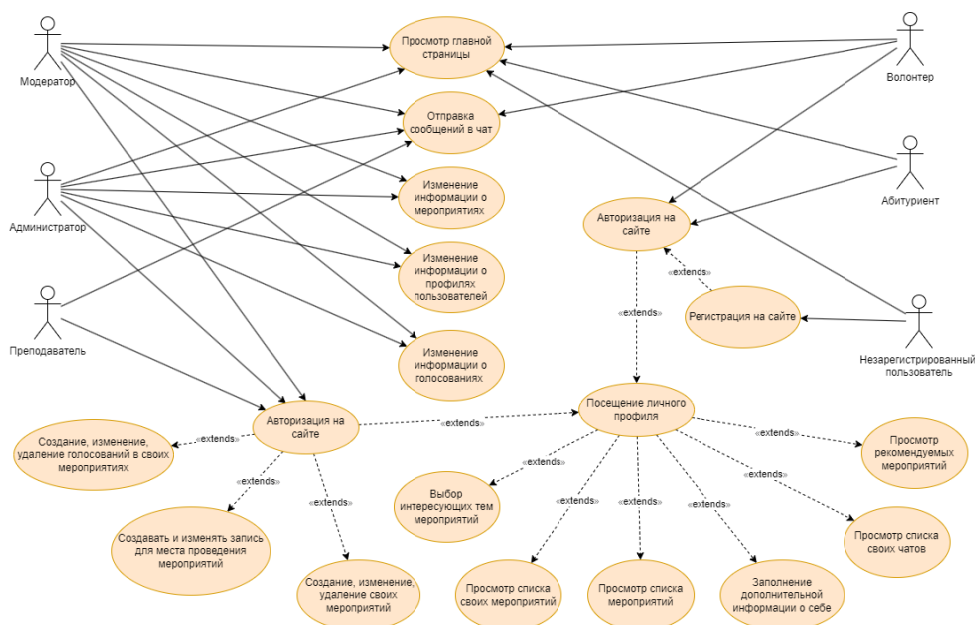 Просмотр главной
страницы
Модератор
Волонтер
Отправка
сообщений в чат
Изменение
информации о
мероприятиях
Администратор
Абитуриент
Авторизация на
сайте
Изменение
информации о
профилях
пользователей
«extends»
Регистрация на сайте
«extends»
Преподаватель
Изменение
информации о
голосованиях
Незарегистрированный
пользователь
Авторизация на
сайте
«extends»
Посещение личного
профиля
Создание, изменение,
удаление голосований в своих
мероприятиях
«extends»
«extends»
Просмотр
рекомендуемых
мероприятий
«extends»
«extends»
«extends»
«extends»
Выбор
интересующих тем
мероприятий
«extends»
«extends»
«extends»
«extends»
Создавать и изменять запись
для места проведения
мероприятий
Просмотр списка
своих чатов
Создание, изменение,
удаление своих
мероприятий
Просмотр списка
своих мероприятий
Просмотр списка
мероприятий
Заполнение
дополнительной
информации о себе